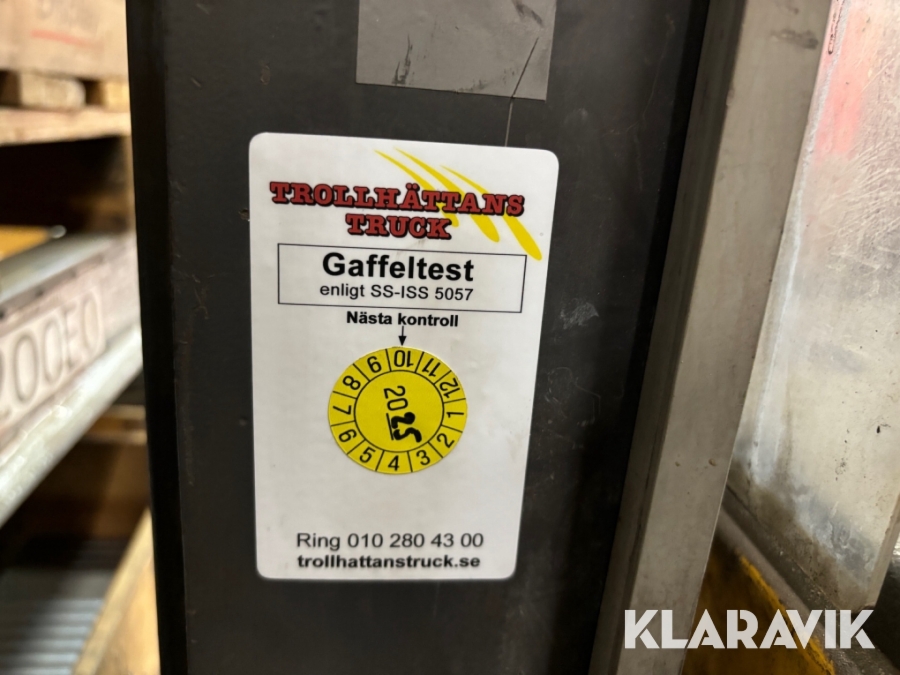 TROLLHÄTTANS
TRUCK
Gaffeltest
enligt SS-ISS 5057
Nästa kontroll
1 2 3 4 5 6 7 8 9 10 11 12
2025
Ring 010 280 43 00
trollhattanstruck.se
200E0
KLARAVIK